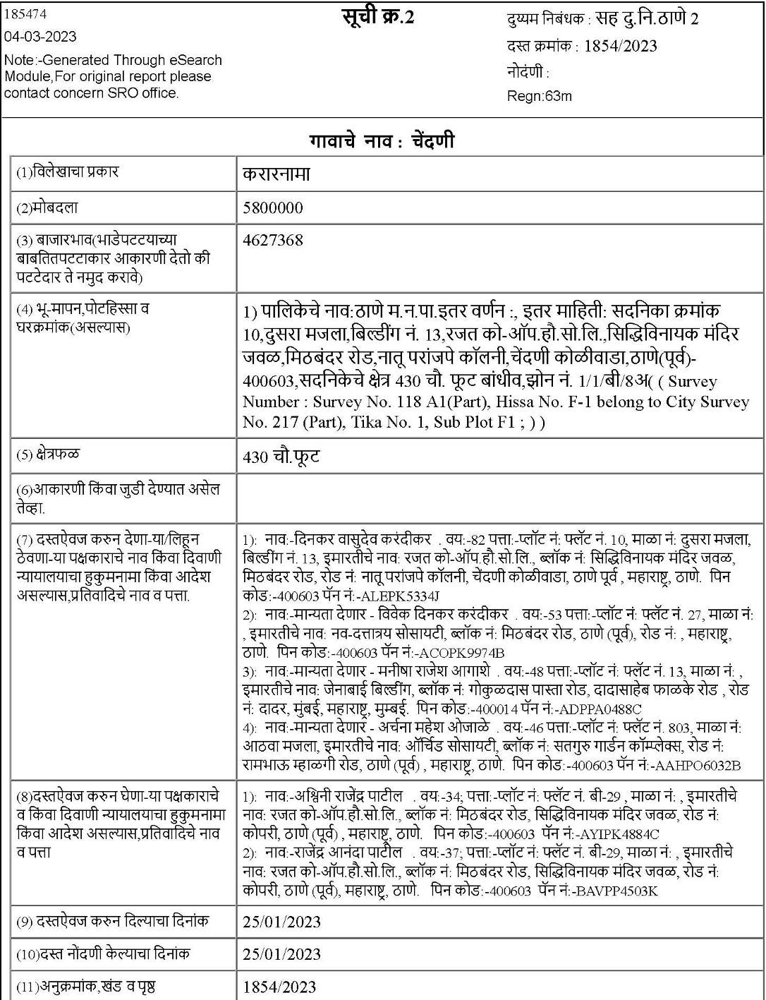 185474
04-03-2023
Note:-Generated Through eSearch
Module,For original report please
contact concern SRO office.
सूची क्र.2
दुय्यम निबंधक : सह दु.नि.ठाणे 2
दस्त क्रमांक : 1854/2023
नोदंणी :
Regn:63m
गावाचे नाव : चेंदणी
(1)विलेखाचा प्रकार
करारनामा
(2)मोबदला
5800000
(3) बाजारभाव(भाडेपटटयाच्या
बाबतितपटटाकार आकारणी देतो की
पटटेदार ते नमुद करावे)
4627368
(4) भू-मापन,पोटहिस्सा व
घरक्रमांक(असल्यास)
1) पालिकेचे नाव:ठाणे म.न.पा.इतर वर्णन :, इतर माहिती: सदनिका क्रमांक
10,दुसरा मजला,बिल्डींग नं. 13,रजत को-ऑप.हौ.सो.लि.,सिद्धिविनायक मंदिर
जवळ,मिठबंदर रोड,नातू परांजपे कॉलनी,चेंदणी कोळीवाडा,ठाणे(पूर्व)-
400603,सदनिकेचे क्षेत्र 430 चौ. फूट बांधीव,झोन नं. 1/1/बी/8अ( ( Survey
Number : Survey No. 118 A1(Part), Hissa No. F-1 belong to City Survey
No. 217 (Part), Tika No. 1, Sub Plot F1 ; ) )
(5) क्षेत्रफळ
430 चौ.फूट
(6)आकारणी किंवा जुडी देण्यात असेल
तेव्हा.
(7) दस्तऐवज करुन देणा-या/लिहून
ठेवणा-या पक्षकाराचे नाव किंवा दिवाणी
न्यायालयाचा हुकुमनामा किंवा आदेश
असल्यास,प्रतिवादिचे नाव व पत्ता.
1): नाव:-दिनकर वासुदेव करंदीकर . वय:-82 पत्ता:-प्लॉट नं: फ्लॅट नं. 10, माळा नं: दुसरा मजला,
बिल्डींग नं. 13, इमारतीचे नाव: रजत को-ऑप.हौ.सो.लि., ब्लॉक नं: सिद्धिविनायक मंदिर जवळ,
मिठबंदर रोड, रोड नं: नातू परांजपे कॉलनी, चेंदणी कोळीवाडा, ठाणे पूर्व , महाराष्ट्र, ठाणे. पिन
कोड:-400603 पॅन नं:-ALEPK5334J
2): नाव:-मान्यता देणार - विवेक दिनकर करंदीकर . वय:-53 पत्ता:-प्लॉट नं: फ्लॅट नं. 27, माळा नं:
, इमारतीचे नाव: नव-दत्तात्रय सोसायटी, ब्लॉक नं: मिठबंदर रोड, ठाणे (पूर्व), रोड नं: , महाराष्ट्र,
ठाणे. पिन कोड:-400603 पॅन नं:-ACOPK9974B
3): नाव:-मान्यता देणार - मनीषा राजेश आगाशे . वय:-48 पत्ता:-प्लॉट नं: फ्लॅट नं. 13, माळा नं: ,
इमारतीचे नाव: जेनाबाई बिल्डींग, ब्लॉक नं: गोकुळदास पास्ता रोड, दादासाहेब फाळके रोड , रोड
नं: दादर, मुंबई, महाराष्ट्र, मुम्बई. पिन कोड:-400014 पॅन नं:-ADPPA0488C
4): नाव:-मान्यता देणार - अर्चना महेश ओजाळे . वय:-46 पत्ता:-प्लॉट नं: फ्लॅट नं. 803, माळा नं:
आठवा मजला, इमारतीचे नाव: ऑर्चिड सोसायटी, ब्लॉक नं: सतगुरु गार्डन कॉम्प्लेक्स, रोड नं:
रामभाऊ म्हाळगी रोड, ठाणे (पूर्व) , महाराष्ट्र, ठाणे. पिन कोड:-400603 पॅन नं:-AAHPO6032B
(8)दस्तऐवज करुन घेणा-या पक्षकाराचे
व किंवा दिवाणी न्यायालयाचा हुकुमनामा
किंवा आदेश असल्यास,प्रतिवादिचे नाव
व पत्ता
1): नाव:-अश्विनी राजेंद्र पाटील . वय:-34; पत्ता:-प्लॉट नं: फ्लॅट नं. बी-29 , माळा नं: , इमारतीचे
नाव: रजत को-ऑप.हौ.सो.लि., ब्लॉक नं: मिठबंदर रोड, सिद्धिविनायक मंदिर जवळ, रोड नं:
कोपरी, ठाणे (पूर्व) , महाराष्ट्र, ठाणे. पिन कोड:-400603 पॅन नं:-AYIPK4884C
2): नाव:-राजेंद्र आनंदा पाटील . वय:-37; पत्ता:-प्लॉट नं: फ्लॅट नं. बी-29, माळा नं: , इमारतीचे
नाव: रजत को-ऑप.हौ.सो.लि., ब्लॉक नं: मिठबंदर रोड, सिद्धिविनायक मंदिर जवळ, रोड नं:
कोपरी, ठाणे (पूर्व), महाराष्ट्र, ठाणे. पिन कोड:-400603 पॅन नं:-BAVPP4503K
(9) दस्तऐवज करुन दिल्याचा दिनांक
25/01/2023
(10)दस्त नोंदणी केल्याचा दिनांक
25/01/2023
(11)अनुक्रमांक,खंड व पृष्ठ
1854/2023